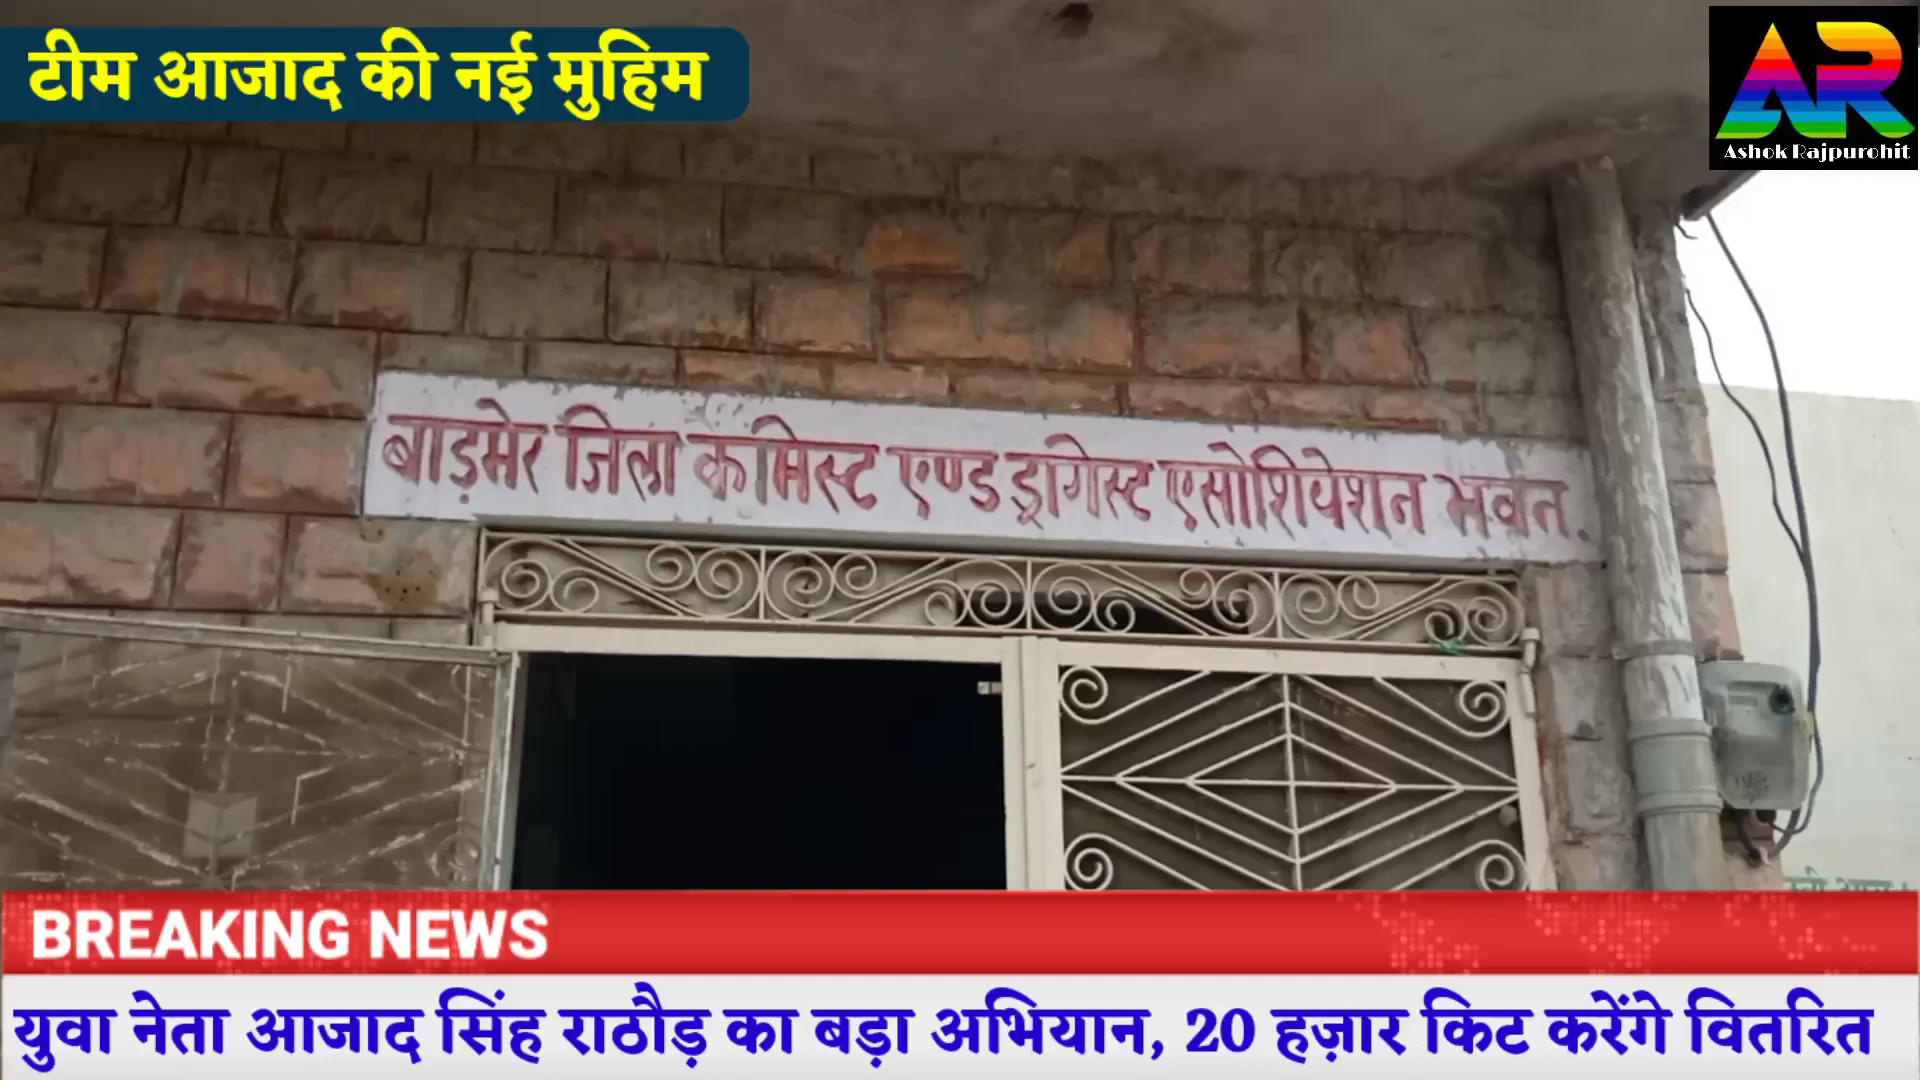 टीम आजाद की नई मुहिम
AR
Ashok Rajpurohit
बाड़मेर जिला कैमिस्ट एण्ड ड्रगिस्ट एसोशियेशन भवन.
BREAKING NEWS
युवा नेता आजाद सिंह राठौड़ का बड़ा अभियान, 20 हज़ार किट करेंगे वितरित